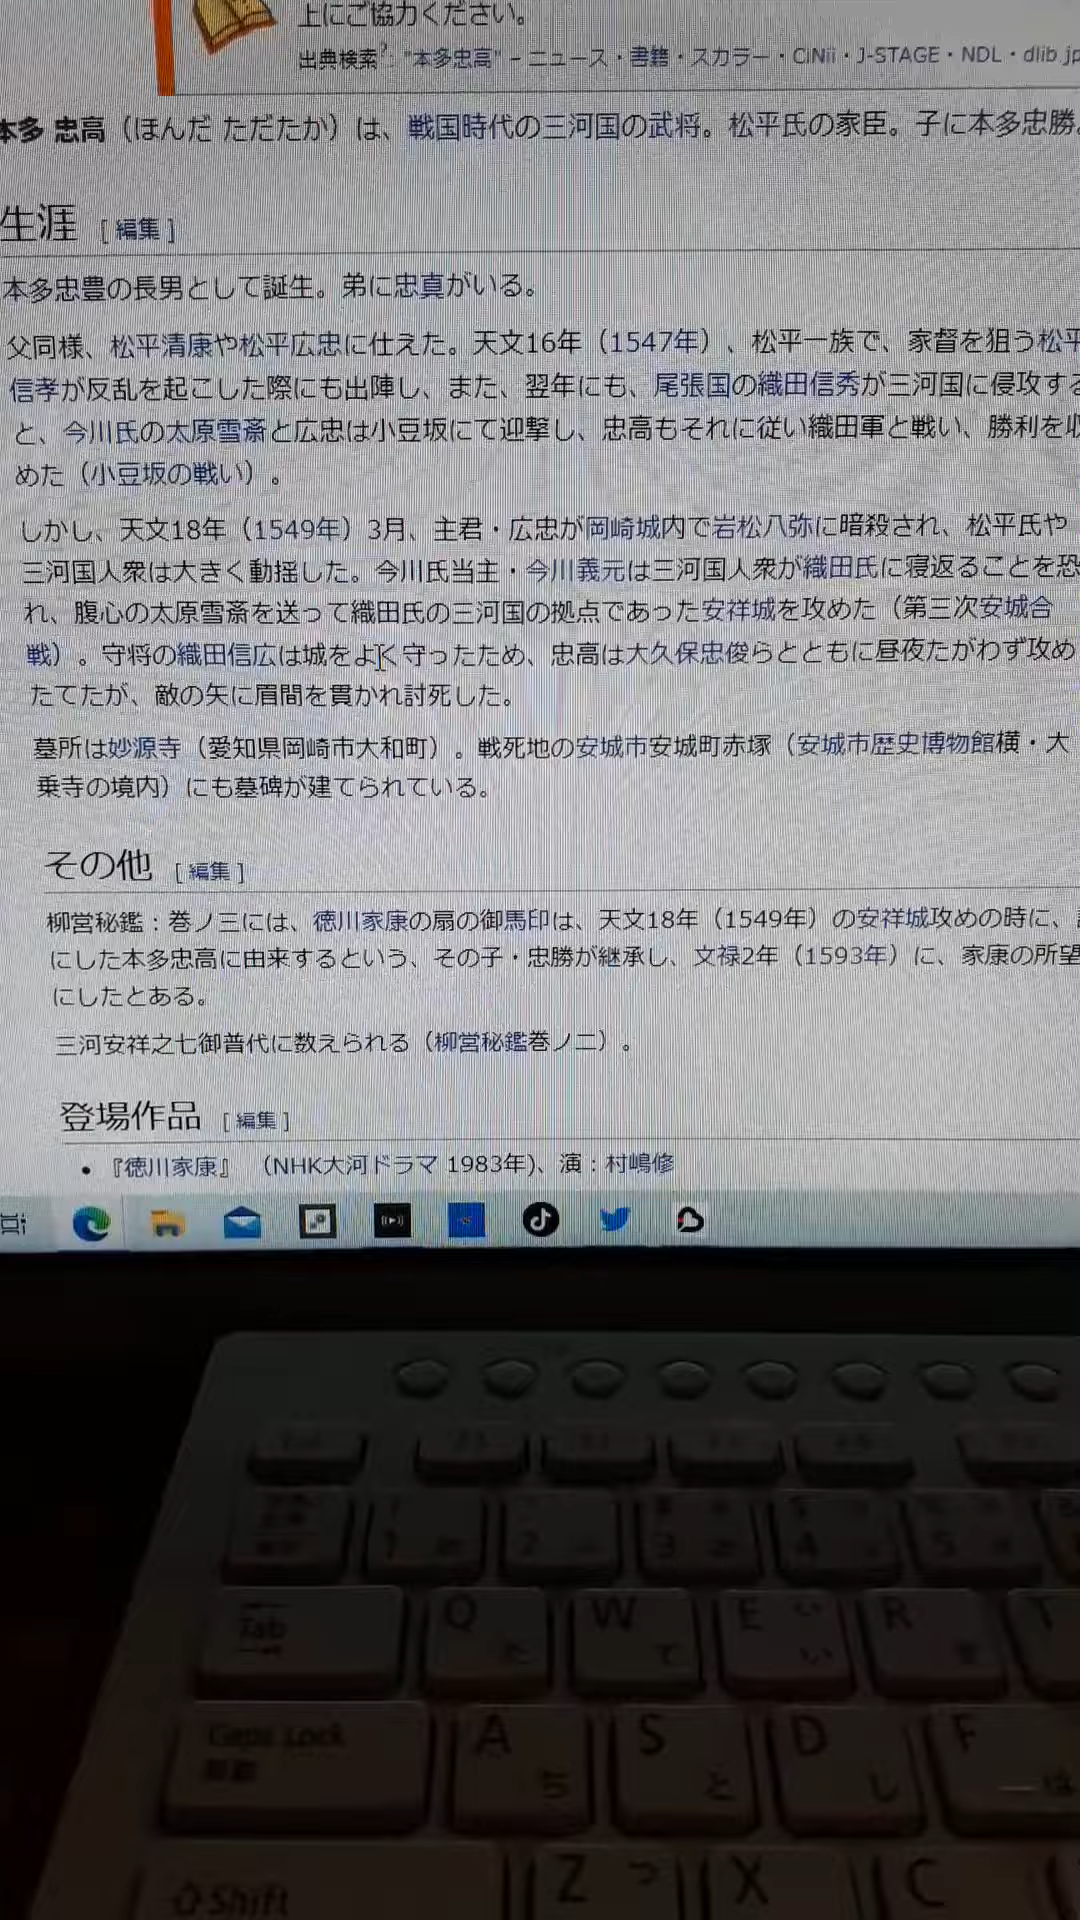 上にご協力ください。
出典検索?: "本多忠高" – ニュース · 書籍 · スカラー · CiNii · J-STAGE · NDL · dlib.jp
本多 忠高（ほんだ ただたか）は、戦国時代の三河国の武将。松平氏の家臣。子に本多忠勝。
生涯 [ 編集 ]
本多忠豊の長男として誕生。弟に忠真がいる。
父同様、松平清康や松平広忠に仕えた。天文16年（1547年）、松平一族で、家督を狙う松平
信孝が反乱を起こした際にも出陣し、また、翌年にも、尾張国の織田信秀が三河国に侵攻する
と、今川氏の太原雪斎と広忠は小豆坂にて迎撃し、忠高もそれに従い織田軍と戦い、勝利を収
めた（小豆坂の戦い）。
しかし、天文18年（1549年）3月、主君・広忠が岡崎城内で岩松八弥に暗殺され、松平氏や
三河国人衆は大きく動揺した。今川氏当主・今川義元は三河国人衆が織田氏に寝返ることを恐
れ、腹心の太原雪斎を送って織田氏の三河国の拠点であった安祥城を攻めた（第三次安城合
戦）。守将の織田信広は城をよく守ったため、忠高は大久保忠俊らとともに昼夜たがわず攻め
たてたが、敵の矢に眉間を貫かれ討死した。
墓所は妙源寺（愛知県岡崎市大和町）。戦死地の安城市安城町赤塚（安城市歴史博物館横・大
乗寺の境内）にも墓碑が建てられている。
その他 [ 編集 ]
柳営秘鑑：巻ノ三には、徳川家康の扇の御馬印は、天文18年（1549年）の安祥城攻めの時に、
にした本多忠高に由来するという、その子・忠勝が継承し、文禄2年（1593年）に、家康の所望
にしたとある。
三河安祥之七御普代に数えられる（柳営秘鑑巻ノ二）。
登場作品 [ 編集 ]
• 『徳川家康』 （NHK大河ドラマ 1983年)、演：村嶋修
1
2
3
4
5
Tab
Q た
W て
E い い
R
T
Caps Lock
A ち
S と
D し
F は
Shift
Z っ
X
C